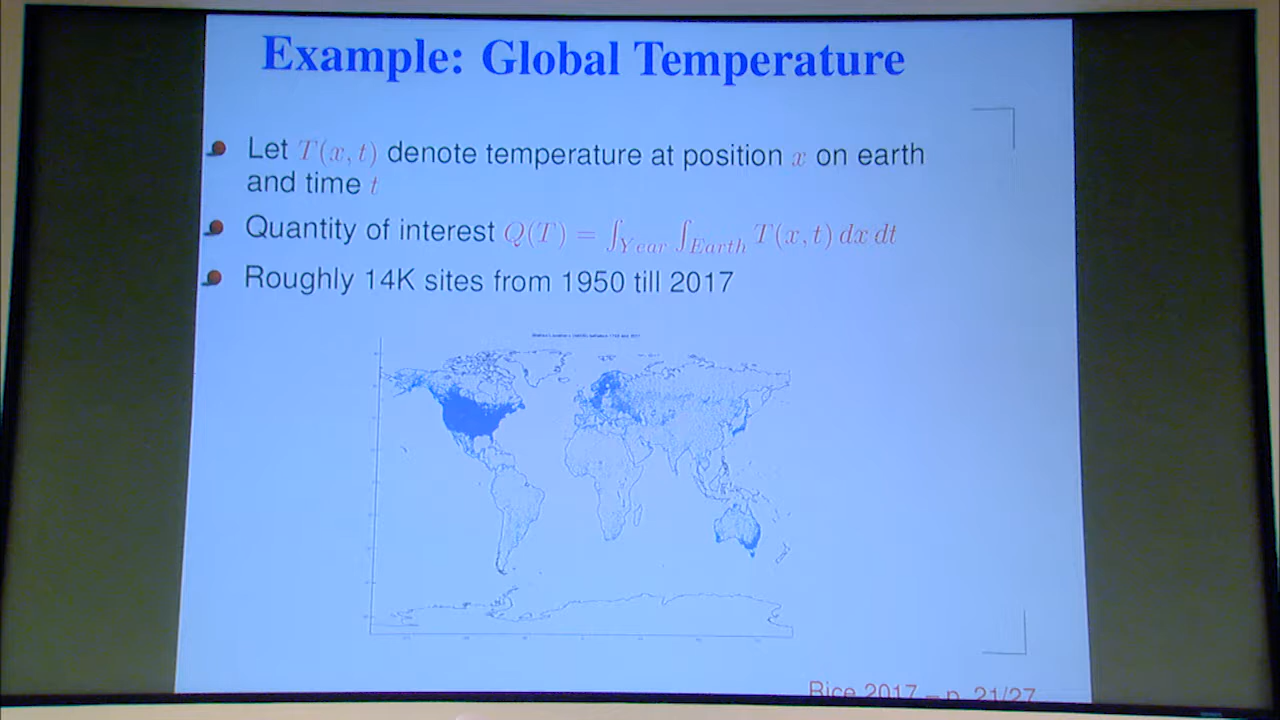 Example: Global Temperature
Let T(x, t) denote temperature at position x on earth
and time t
Quantity of interest Q(T) = ∫Year ∫Earth T(x, t) dx dt
Roughly 14K sites from 1950 till 2017
Rice 2017 – p. 21/27